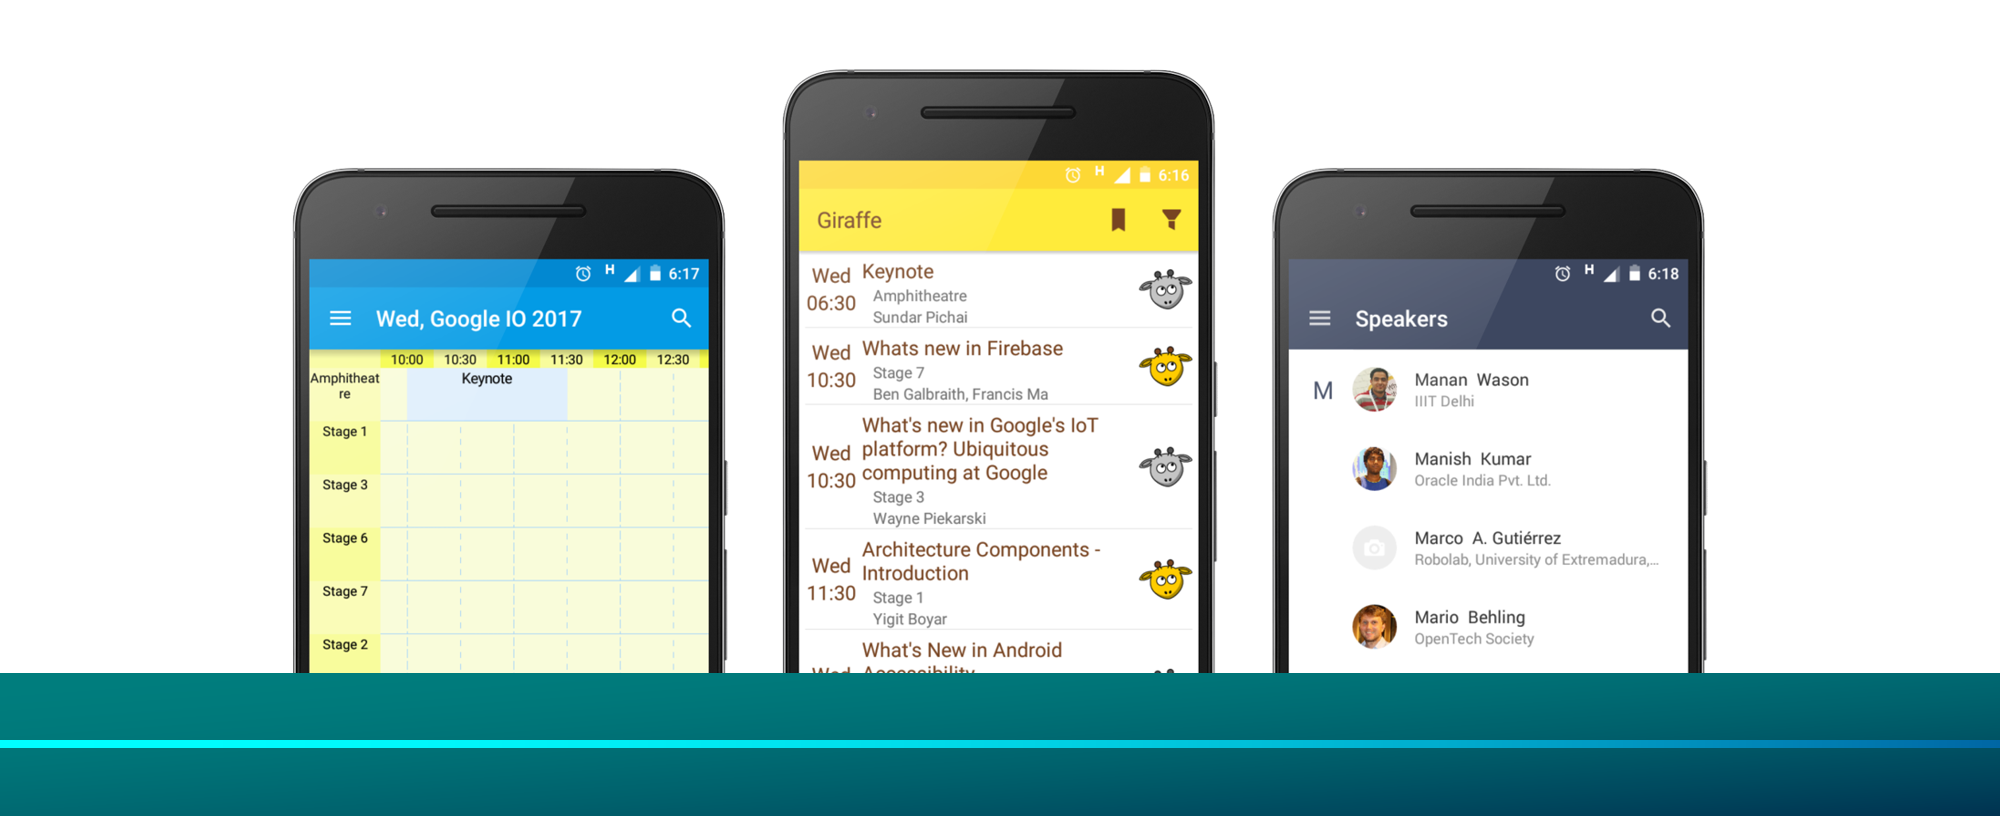 H 6:17
Wed, Google IO 2017
10:00 10:30 11:00 11:30 12:00 12:30
Amphitheat
re
Keynote
Stage 1
Stage 3
Stage 6
Stage 7
Stage 2
H 6:16
Giraffe
Wed
06:30
Keynote
Amphitheatre
Sundar Pichai
Wed
10:30
Whats new in Firebase
Stage 7
Ben Galbraith, Francis Ma
Wed
10:30
What's new in Google's IoT
platform? Ubiquitous
computing at Google
Stage 3
Wayne Piekarski
Wed
11:30
Architecture Components -
Introduction
Stage 1
Yigit Boyar
Wed
What's New in Android
Accessibility
H 6:18
Speakers
M
Manan Wason
IIIT Delhi
Manish Kumar
Oracle India Pvt. Ltd.
Marco A. Gutiérrez
Robolab, University of Extremadura,...
Mario Behling
OpenTech Society